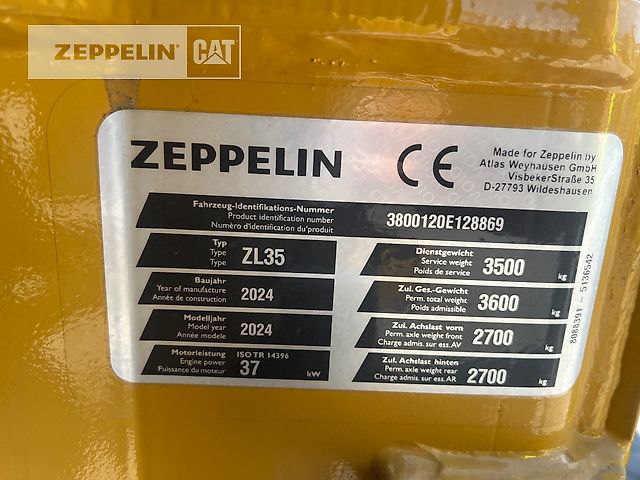 ZEPPELIN CAT
ZEPPELIN
CE
Made for Zeppelin by
Atlas Weyhausen GmbH
VisbekerStraße 35
D-27793 Wildeshausen
Fahrzeug-Identifikations-Nummer
Product identification number
Numéro d'identification du produit
3800120E128869
Typ
Type
Type
ZL35
Baujahr
Year of manufacture
Année de construction
2024
Modelljahr
Model year
Année modele
2024
Motorleistung ISO TR 14396
Engine power
Puissance du moteur
37 kW
Dienstgewicht
Service weight
Poids de service
3500 kg
Zul. Ges.-Gewicht
Perm. total weight
Poids admissible
3600 kg
Zul. Achslast vorn
Perm. axle weight front
Charge admis. sur ess. AV
2700 kg
Zul. Achslast hinten
Perm. axle weight rear
Charge admis. sur ess. AR
2700 kg
8088391 - 5136542